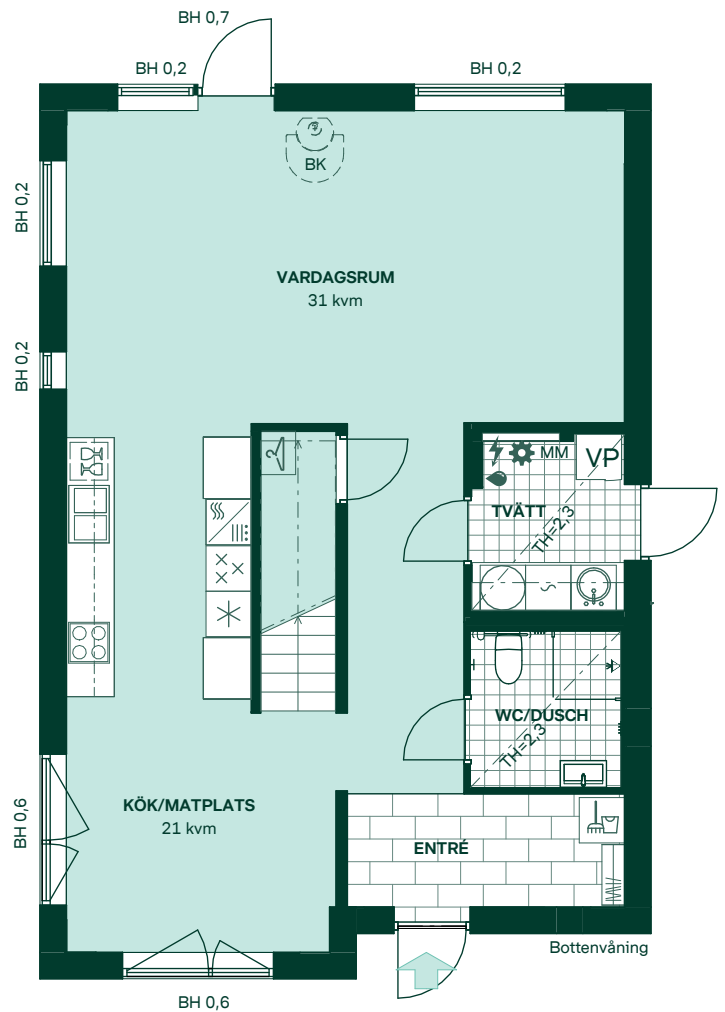 BH 0,7
BH 0,2
BH 0,2
BH 0,2
BK
VARDAGSRUM
31 kvm
BH 0,2
MM
VP
TVÄTT
TH=2,3
WC/DUSCH
TH=2,3
BH 0,6
KÖK/MATPLATS
21 kvm
ENTRÉ
Bottenvåning
BH 0,6